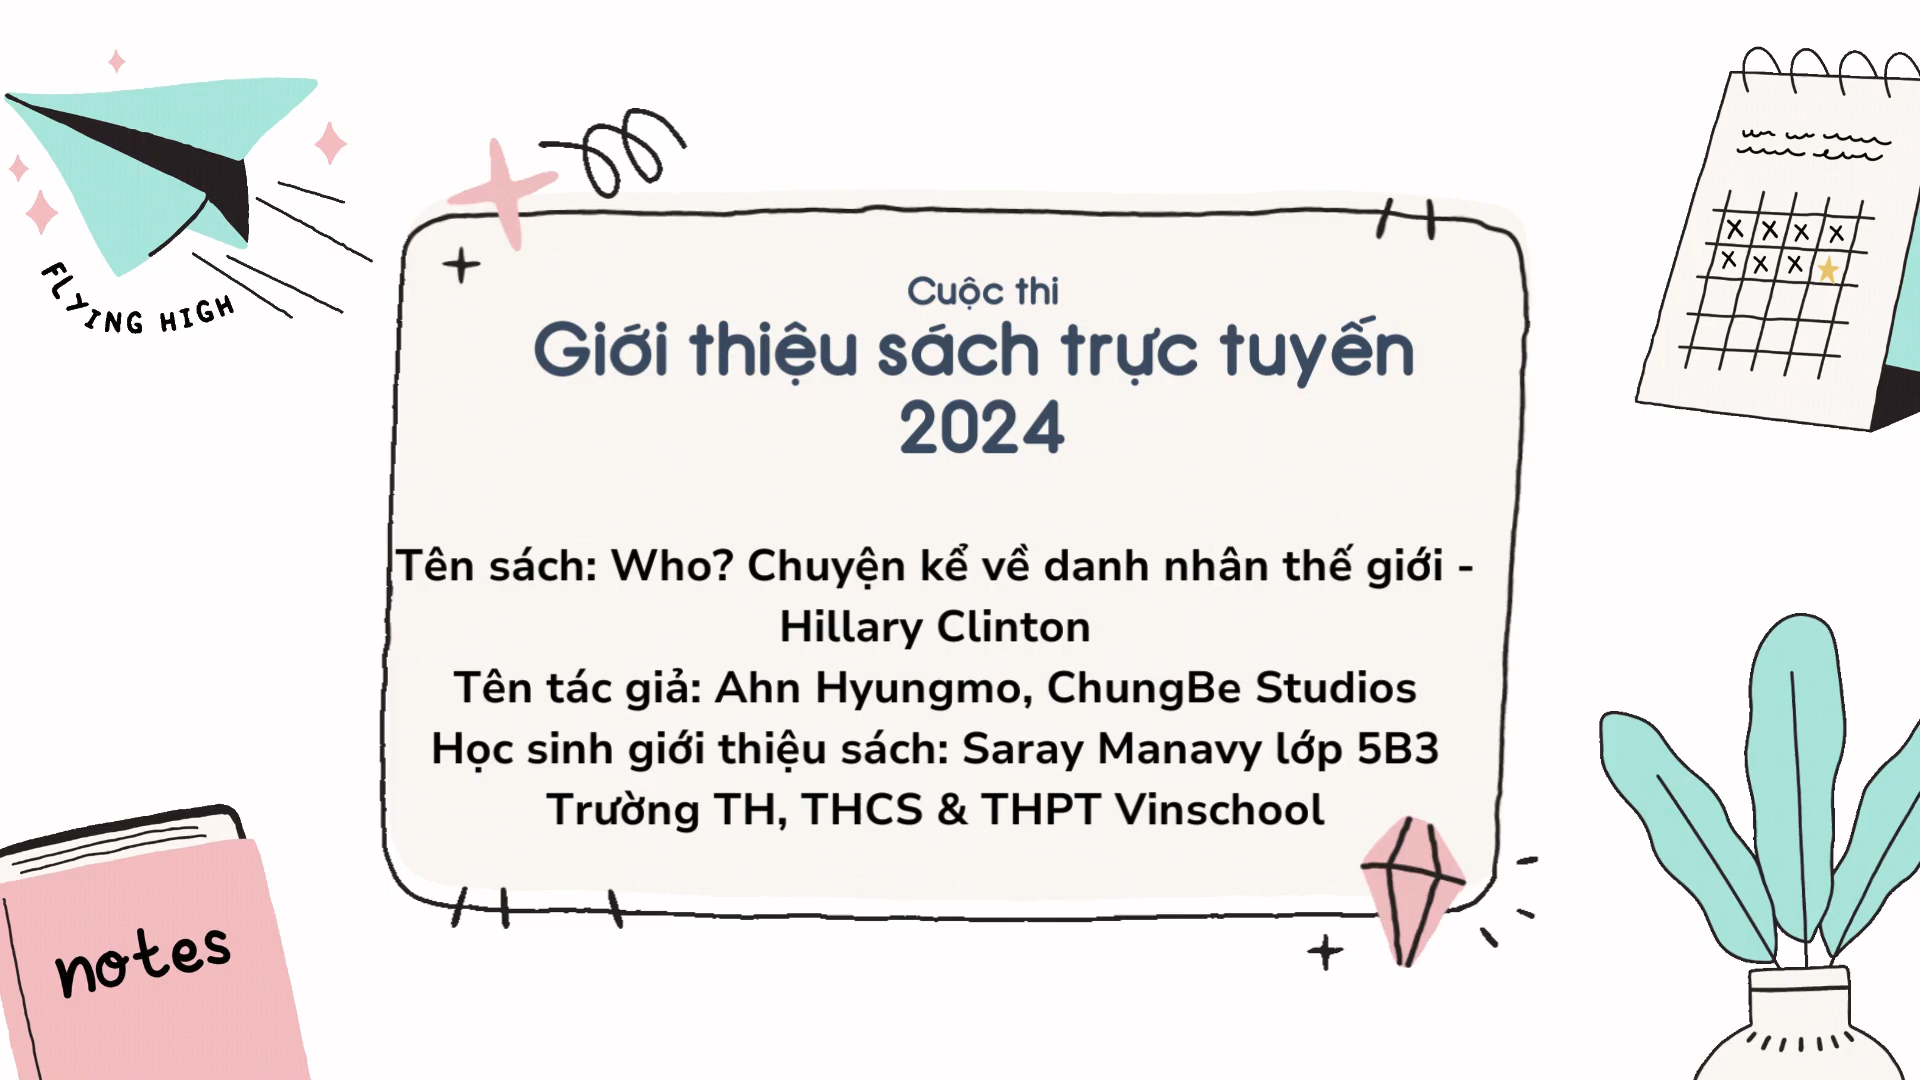 FLYING HIGH
Cuộc thi
Giới thiệu sách trực tuyến
2024
Tên sách: Who? Chuyện kể về danh nhân thế giới -
Hillary Clinton
Tên tác giả: Ahn Hyungmo, ChungBe Studios
Học sinh giới thiệu sách: Saray Manavy lớp 5B3
Trường TH, THCS & THPT Vinschool
notes